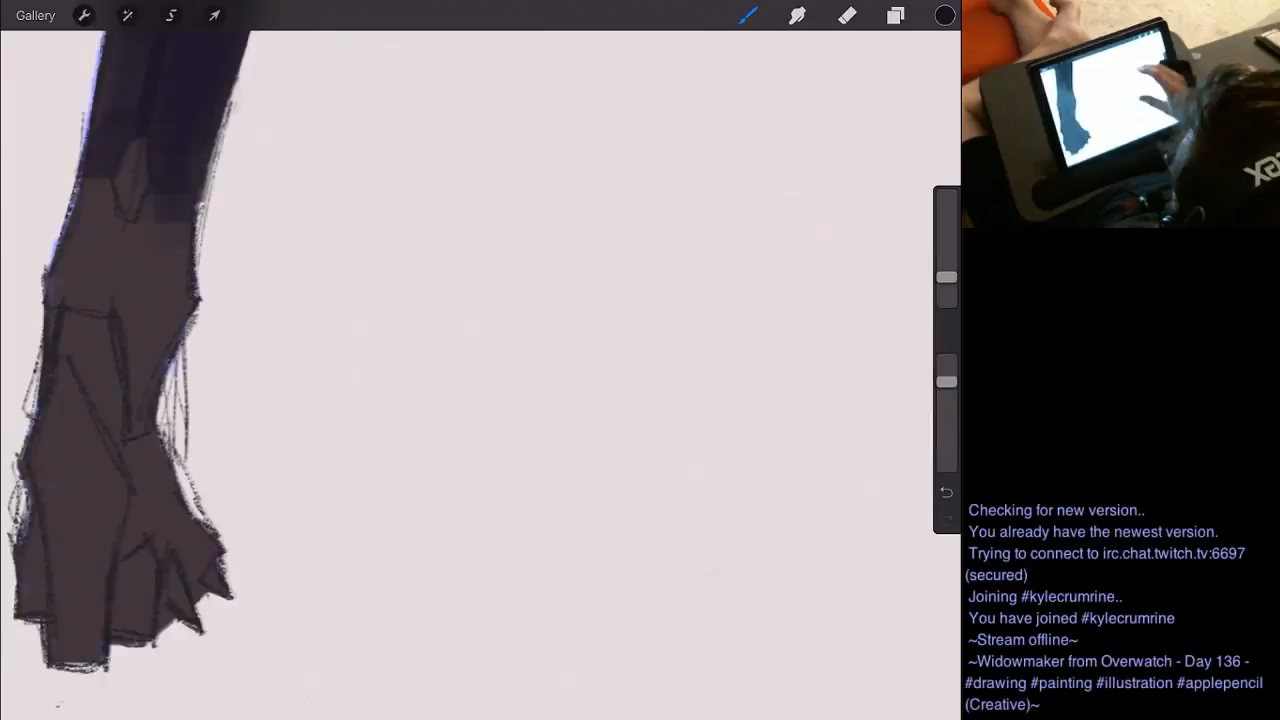 Gallery
Checking for new version..
You already have the newest version.
Trying to connect to irc.chat.twitch.tv:6697
(secured)
Joining #kylecrumrine..
You have joined #kylecrumrine
~Stream offline~
~Widowmaker from Overwatch - Day 136 -
#drawing #painting #illustration #applepencil
(Creative)~